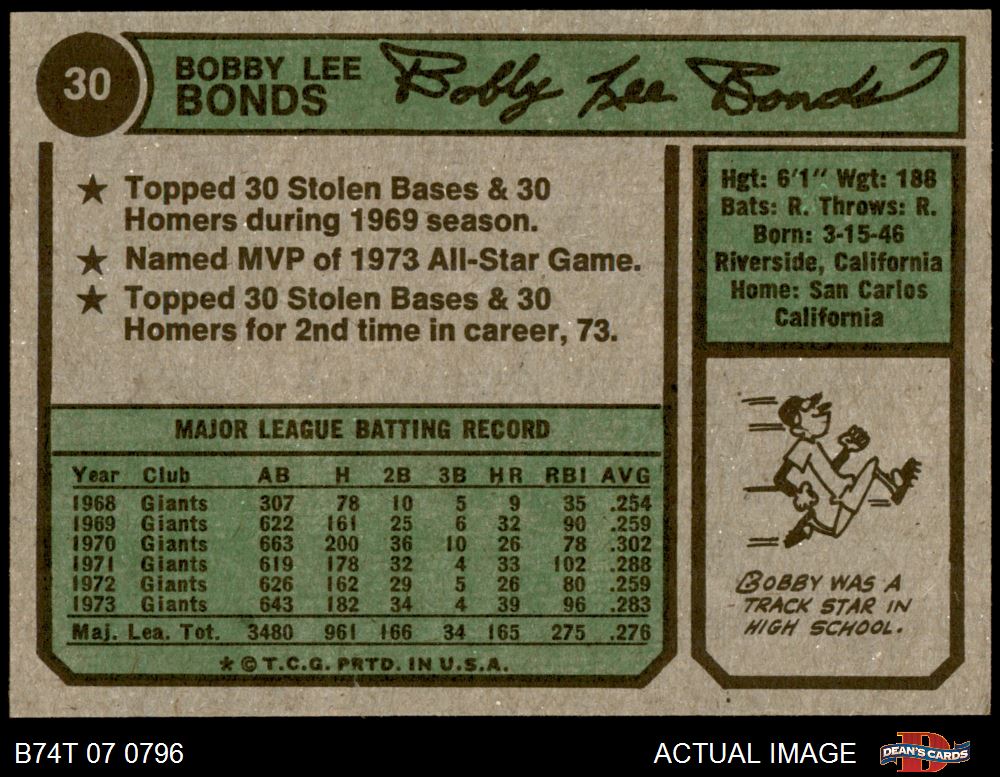 30
BOBBY LEE
BONDS
Bobby Lee Bonds
★ Topped 30 Stolen Bases & 30
Homers during 1969 season.
★ Named MVP of 1973 All-Star Game.
★ Topped 30 Stolen Bases & 30
Homers for 2nd time in career, 73.
Hgt: 6'1" Wgt: 188
Bats: R. Throws: R.
Born: 3-15-46
Riverside, California
Home: San Carlos
California
MAJOR LEAGUE BATTING RECORD
Year Club AB H 2B 3B HR RBI AVG
1968 Giants 307 78 10 5 9 35 .254
1969 Giants 622 161 25 6 32 90 .259
1970 Giants 663 200 36 10 26 78 .302
1971 Giants 619 178 32 4 33 102 .288
1972 Giants 626 162 29 5 26 80 .259
1973 Giants 643 182 34 4 39 96 .283
Maj. Lea. Tot. 3480 961 166 34 165 275 .276
★ © T.C.G. PRTD. IN U.S.A.
BOBBY WAS A
TRACK STAR IN
HIGH SCHOOL.
B74T 07 0796
ACTUAL IMAGE
D
DEAN'S CARDS